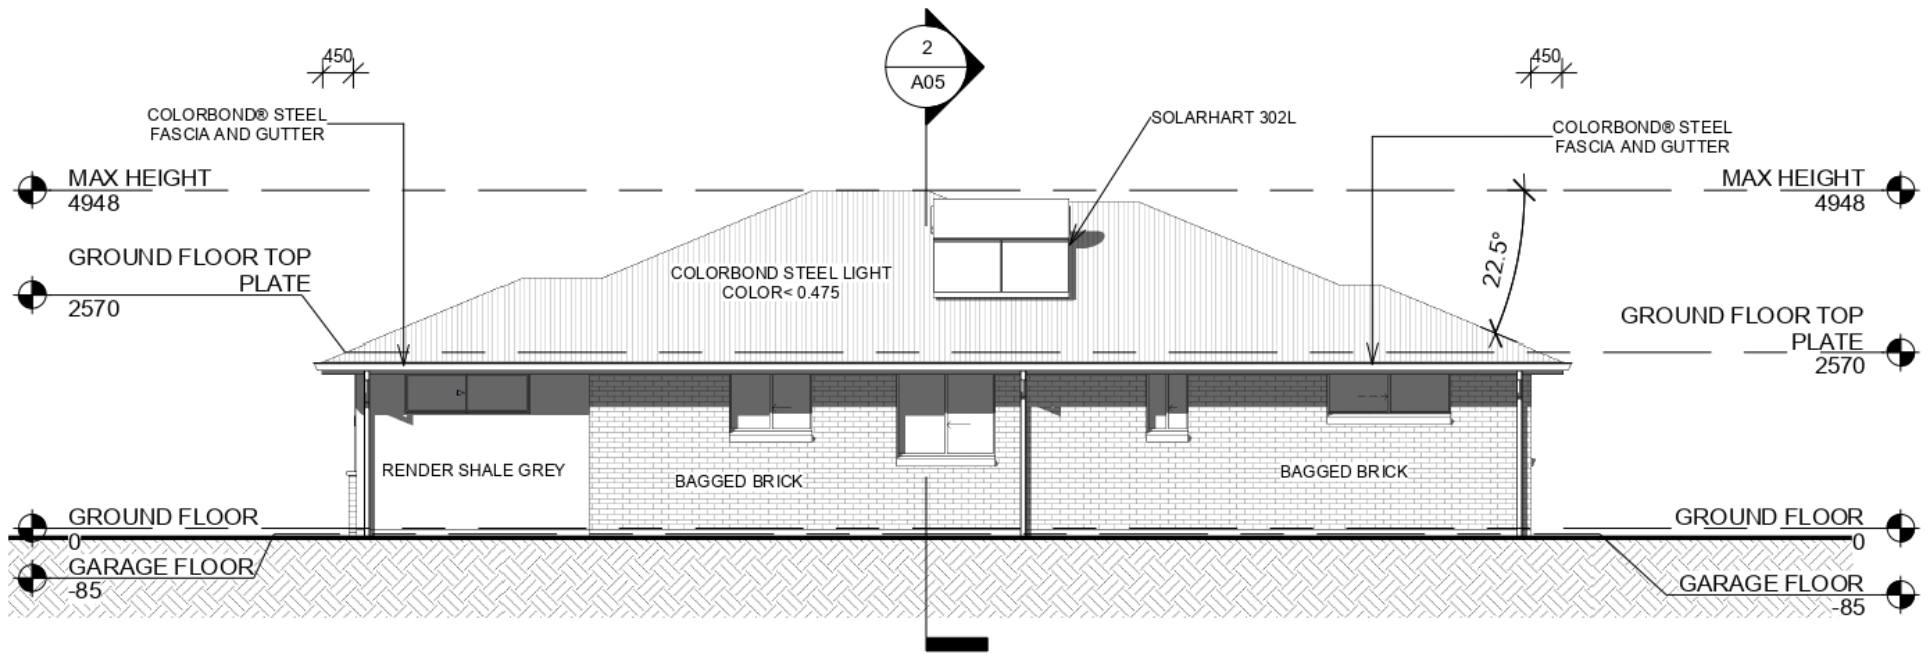 2
A05
450
450
COLORBOND® STEEL
FASCIA AND GUTTER
SOLARHART 302L
COLORBOND® STEEL
FASCIA AND GUTTER
MAX HEIGHT
4948
MAX HEIGHT
4948
GROUND FLOOR TOP
PLATE
2570
22.5°
COLORBOND STEEL LIGHT
COLOR< 0.475
GROUND FLOOR TOP
PLATE
2570
RENDER SHALE GREY
BAGGED BRICK
BAGGED BRICK
GROUND FLOOR
0
GROUND FLOOR
0
GARAGE FLOOR
-85
GARAGE FLOOR
-85